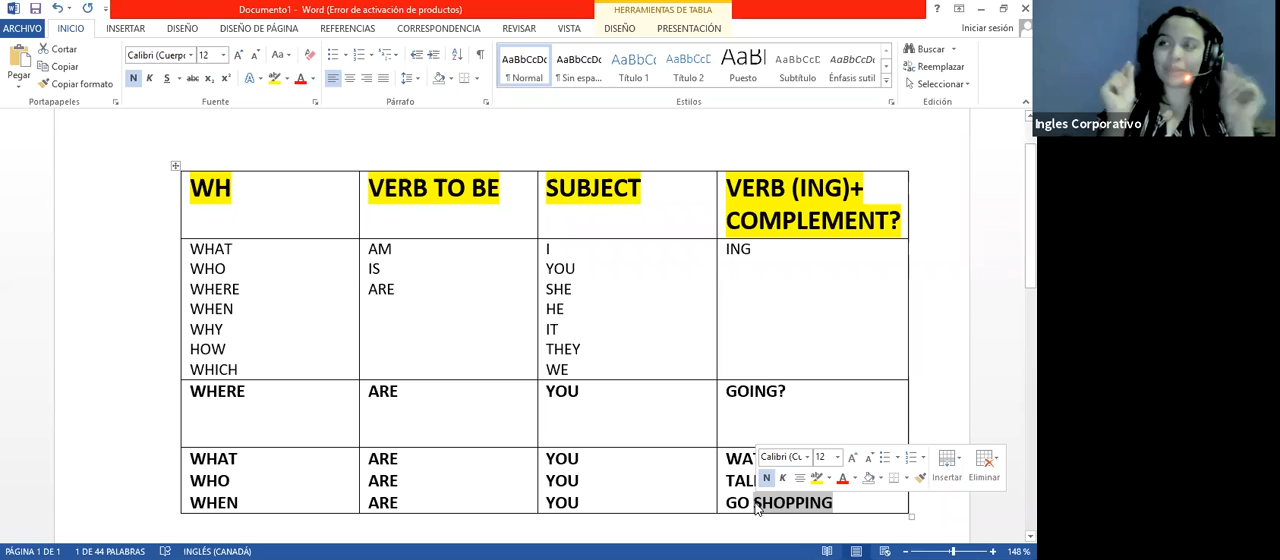 Documento1 - Word (Error de activación de productos)
HERRAMIENTAS DE TABLA
ARCHIVO INICIO INSERTAR DISEÑO DISEÑO DE PÁGINA REFERENCIAS CORRESPONDENCIA REVISAR VISTA DISEÑO PRESENTACIÓN Iniciar sesión
Pegar
Cortar
Copiar
Copiar formato
Portapapeles
Calibri (Cuerp 12
N K S abc x₂ x²
Fuente
Párrafo
AaBbCcDc AaBbCcDc AaBbC AaBbCcC AaBl AaBbCcC AaBbCcDc
¶ Normal ¶ Sin espa... Título 1 Título 2 Puesto Subtítulo Énfasis sutil
Estilos
Buscar
Reemplazar
Seleccionar
Edición
Ingles Corporativo
WH VERB TO BE SUBJECT VERB (ING)+
COMPLEMENT?
WHAT AM I ING
WHO IS YOU
WHERE ARE SHE
WHEN HE
WHY IT
HOW THEY
WHICH WE
WHERE ARE YOU GOING?
WHAT ARE YOU
WHO ARE YOU
WHEN ARE YOU GO SHOPPING
Calibri (Cu 12
N K
Insertar Eliminar
PÁGINA 1 DE 1 1 DE 44 PALABRAS INGLÉS (CANADÁ) 148 %